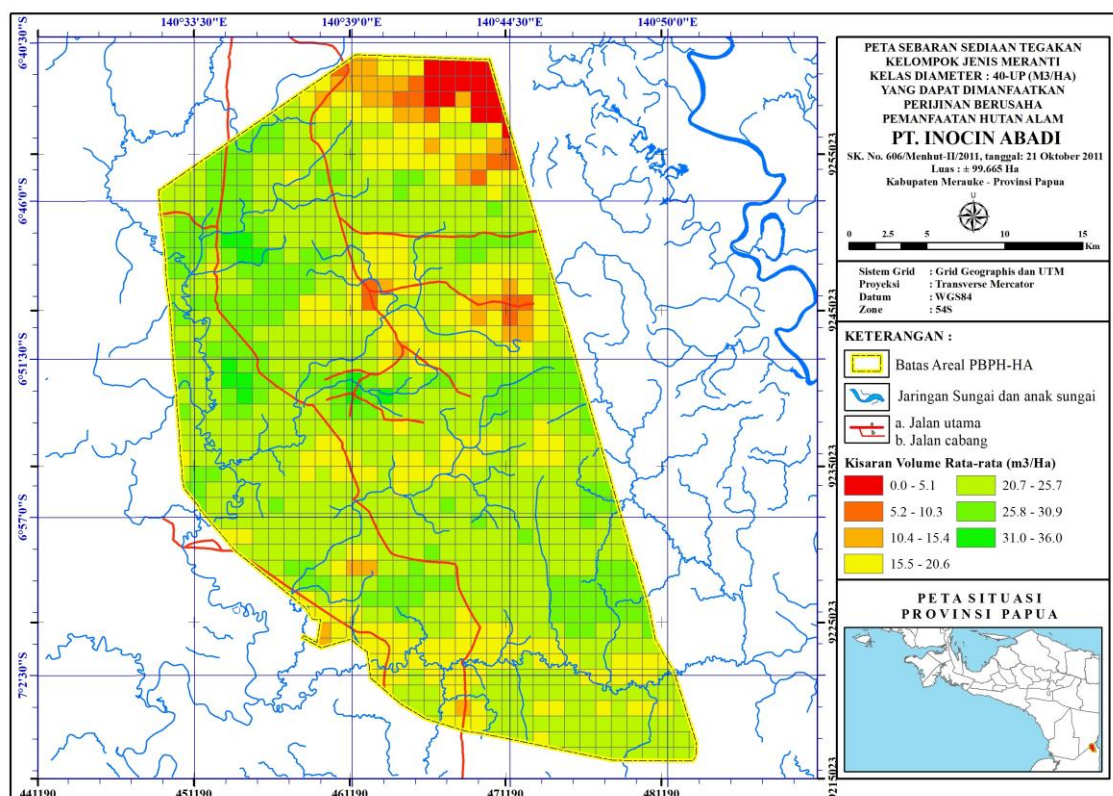 140°33'30"E
140°39'0"E
140°44'30"E
140°50'0"E
6°40'30"S
6°46'0"S
6°51'30"S
6°57'0"S
7°2'30"S
9255023
9245023
9235023
9225023
9215023
441190
451190
461190
471190
481190
PETA SEBARAN SEDIAAN TEGAKAN
KELOMPOK JENIS MERANTI
KELAS DIAMETER : 40-UP (M3/HA)
YANG DAPAT DIMANFAATKAN
PERIJINAN BERUSAHA
PEMANFAATAN HUTAN ALAM
PT. INOCIN ABADI
SK. No. 606/Menhut-II/2011, tanggal: 21 Oktober 2011
Luas : ± 99.665 Ha
Kabupaten Merauke - Provinsi Papua
U
0 2.5 5 10 15
Km
Sistem Grid : Grid Geographis dan UTM
Proyeksi : Transverse Mercator
Datum : WGS84
Zone : 54S
KETERANGAN :
Batas Areal PBPH-HA
Jaringan Sungai dan anak sungai
a
b
a. Jalan utama
b. Jalan cabang
Kisaran Volume Rata-rata (m3/Ha)
0.0 - 5.1
5.2 - 10.3
10.4 - 15.4
15.5 - 20.6
20.7 - 25.7
25.8 - 30.9
31.0 - 36.0
PETA SITUASI
PROVINSI PAPUA